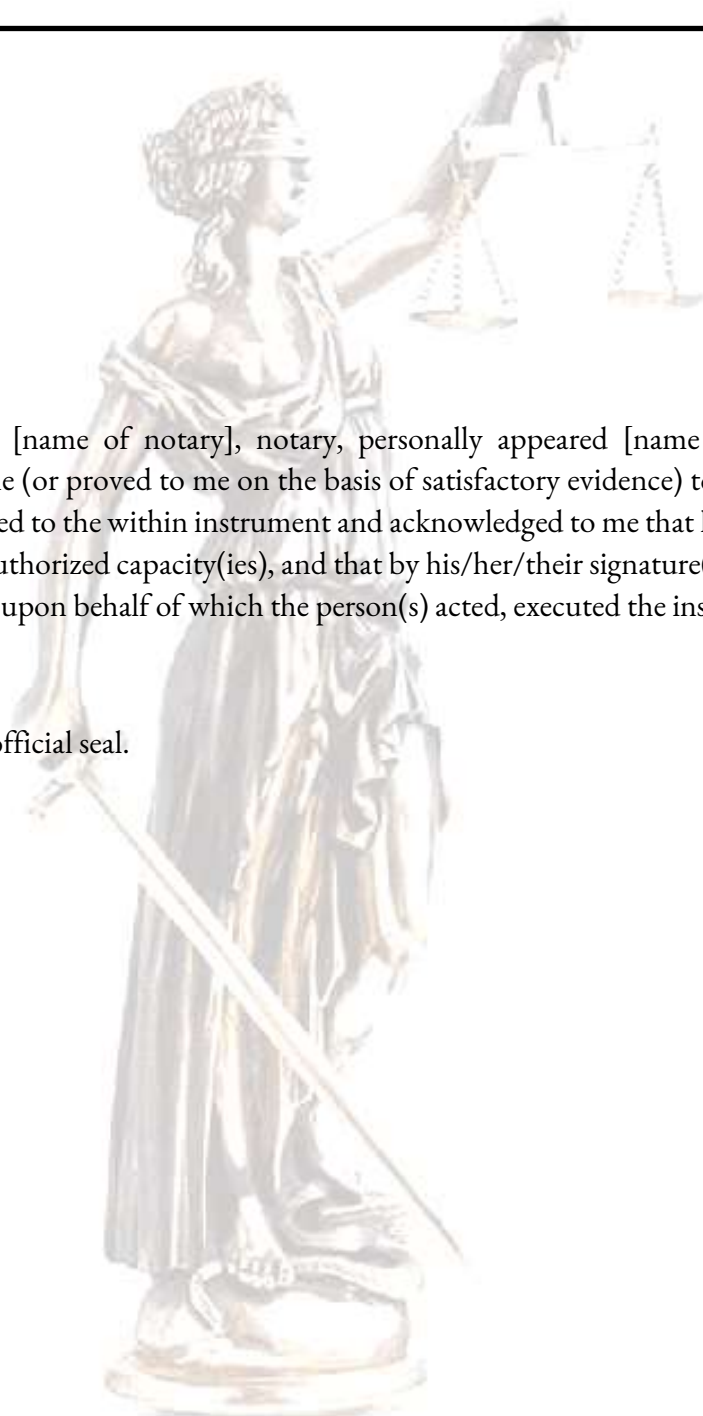 [name of notary], notary, personally appeared [name
(or proved to me on the basis of satisfactory evidence)
ed to the within instrument and acknowledged to me that
uthorized capacity(ies), and that by his/her/their signature
upon behalf of which the person(s) acted, executed the ins
official seal.